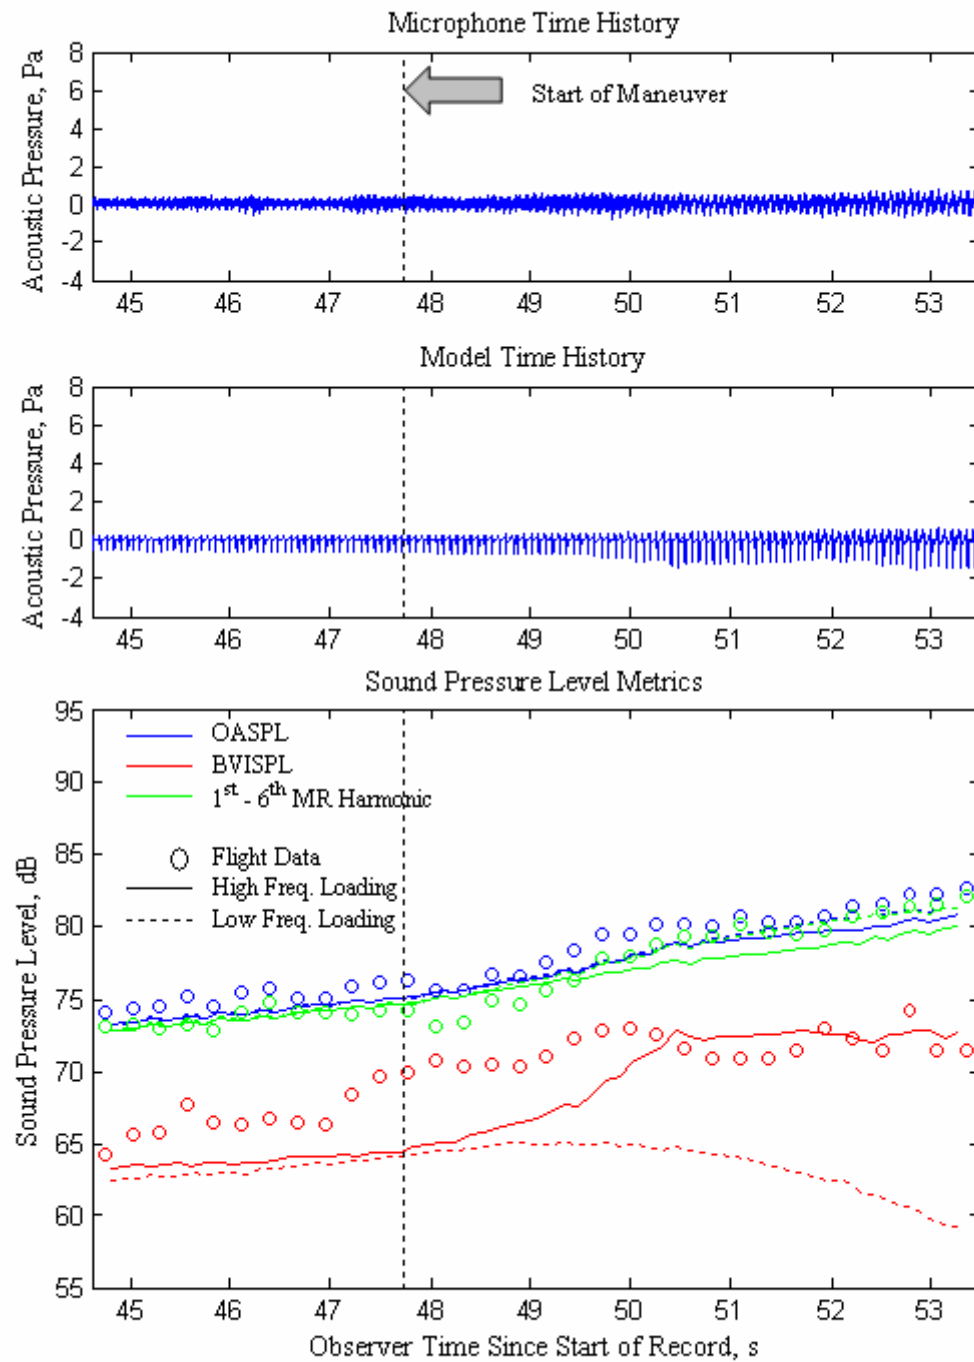 Microphone Time History
Acoustic Pressure, Pa
8
6
4
2
0
-2
-4
Start of Maneuver
45 46 47 48 49 50 51 52 53
Model Time History
Acoustic Pressure, Pa
8
6
4
2
0
-2
-4
45 46 47 48 49 50 51 52 53
Sound Pressure Level Metrics
Sound Pressure Level, dB
95
90
85
80
75
70
65
60
55
OASPL
BVISPL
1st - 6th MR Harmonic
Flight Data
High Freq. Loading
Low Freq. Loading
45 46 47 48 49 50 51 52 53
Observer Time Since Start of Record, s